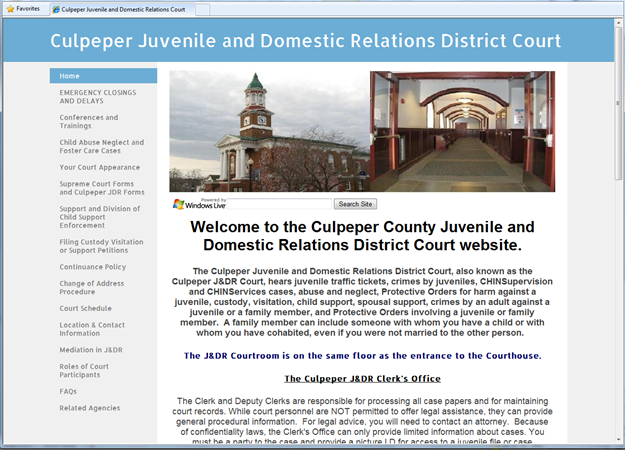 Favorites
Culpeper Juvenile and Domestic Relations Court
Culpeper Juvenile and Domestic Relations District Court
Home
EMERGENCY CLOSINGS
AND DELAYS
Conferences and
Trainings
Child Abuse Neglect and
Foster Care Cases
Your Court Appearance
Supreme Court Forms
and Culpeper JDR Forms
Support and Division of
Child Support
Enforcement
Filing Custody Visitation
or Support Petitions
Continuance Policy
Change of Address
Procedure
Court Schedule
Location & Contact
Information
Mediation in J&DR
Roles of Court
Participants
FAQs
Related Agencies
Powered by
Windows Live
Search Site
Welcome to the Culpeper County Juvenile and
Domestic Relations District Court website.
The Culpeper Juvenile and Domestic Relations District Court, also known as the
Culpeper J&DR Court, hears juvenile traffic tickets, crimes by juveniles, CHINSupervision
and CHINServices cases, abuse and neglect, Protective Orders for harm against a
juvenile, custody, visitation, child support, spousal support, crimes by an adult against a
juvenile or a family member, and Protective Orders involving a juvenile or family
member. A family member can include someone with whom you have a child or with
whom you have cohabited, even if you were not married to the other person.
The J&DR Courtroom is on the same floor as the entrance to the Courthouse.
The Culpeper J&DR Clerk's Office
The Clerk and Deputy Clerks are responsible for processing all case papers and for maintaining
court records. While court personnel are NOT permitted to offer legal assistance, they can provide
general procedural information. For legal advice, you will need to contact an attorney. Because
of confidentiality laws, the Clerk's Office can only provide limited information about cases. You
must be a party to the case and provide a picture I.D for access to a juvenile file or case